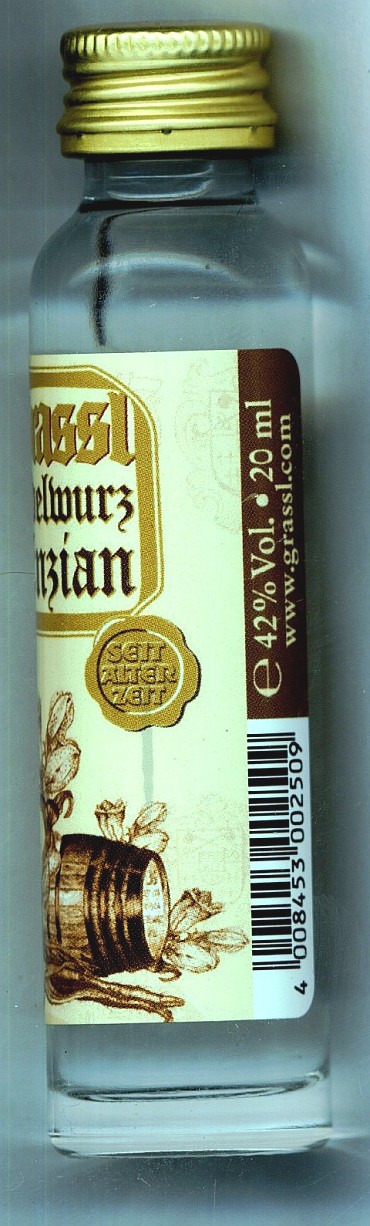 rassl
elwurz
nzian
SEIT
ALTER
ZEIT
e 42% Vol. • 20 ml
www.grassl.com
4 008453 002509